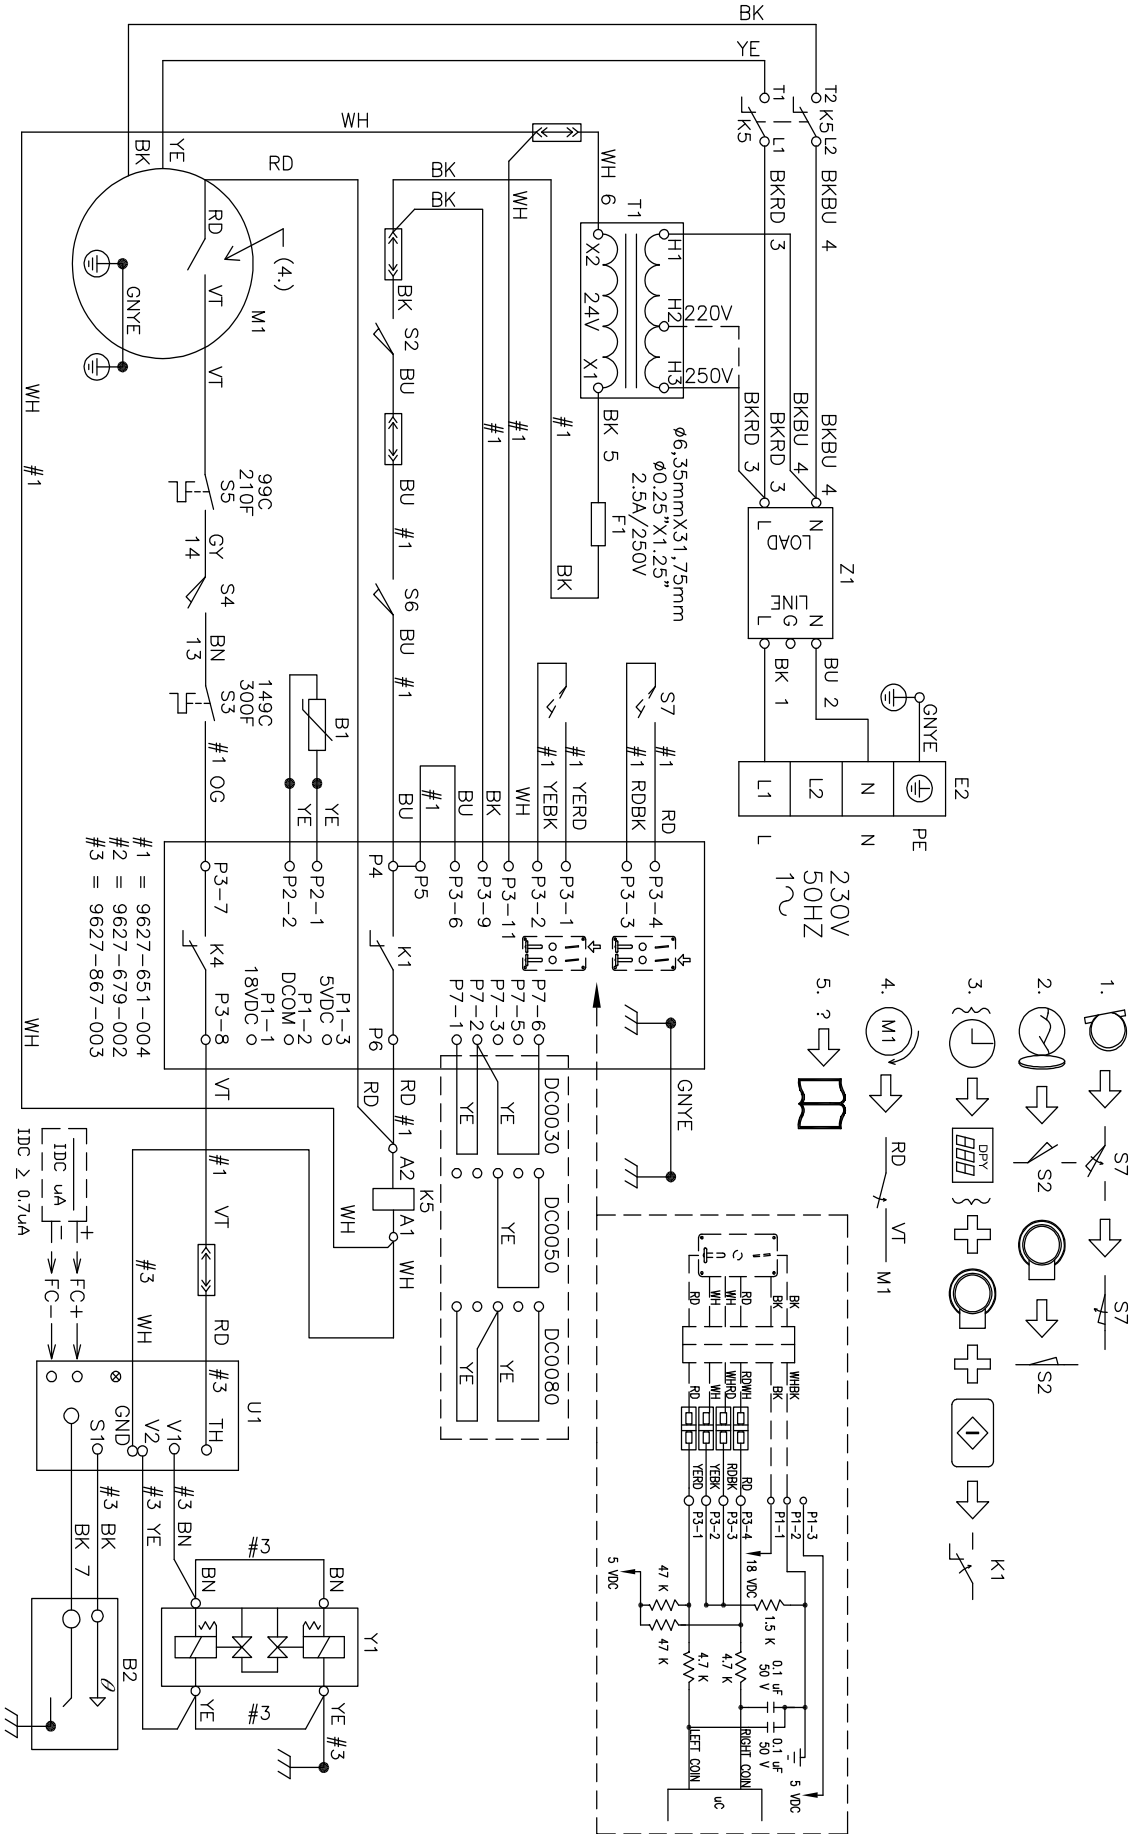 BK
YE
T2
K5
L2
BKBU 4
T1
K5
L1
BKRD 3
WH
RD
BK
BK
WH
WH 6
T1
H1
H2
H3
220V
250V
X2
24V
X1
BKRD 3
BKRD 3
BKBU 4
BKBU 4
N
L
LOAD
LINE
N
G
L
Z1
BU 2
BK 1
GNYE
E2
L1
L2
N
L
N
PE
230V
50HZ
1~
BK
YE
RD
VT
(4.)
M1
GNYE
VT
BK
S2
BU
BU
#1
S6
BU
#1
#1
#1
#1
BK 5
F1
BK
ø6,35mmX31,75mm
ø0.25"X1.25"
2.5A/250V
WH
#1
99C
210F
S5
GY
14
S4
BN
13
149C
300F
S3
#1 OG
B1
YE
YE
BU
#1
BU
BK
WH
#1 YEBK
#1 YERD
S7
#1
#1 RDBK
RD
#1 = 9627-651-004
#2 = 9627-679-002
#3 = 9627-867-003
P3-7
P2-2
P2-1
P4
P5
P3-6
P3-9
P3-11
P3-2
P3-1
P3-3
P3-4
K4
K1
P3-8
18VDC
P1-1
DCOM
P1-2
5VDC
P1-3
P6
P7-1
P7-2
P7-3
P7-5
P7-6
GNYE
WH
VT
RD
RD #1
YE
YE
DC0030
YE
DC0050
YE
YE
DC0080
A2
K5
A1
WH
WH
#1
VT
#3
WH
RD
#3
IDC uA
IDC ≥ 0.7uA
+
−
FC+
FC-
U1
TH
V1
V2
GND
S1
#3 BN
#3 YE
#3 BK
BK 7
#3
BN
BN
Y1
YE
#3
YE #3
B2
θ
1.
S7
S7
2.
S2
S2
3.
DPY
K1
4.
M1
RD
VT
M1
5. ?
RD
WH
WH
RD
BK
BK
RD
WH
WHRD
RDWH
BK
WHBK
YERD
YEBK
RDBK
RD
P3-1
P3-2
P3-3
P3-4
P1-1
P1-2
P1-3
18 VDC
5 VDC
47 K
47 K
1.5 K
4.7 K
4.7 K
0.1 uF
50 V
0.1 uF
50 V
5 VDC
LEFT COIN
RIGHT COIN
uC